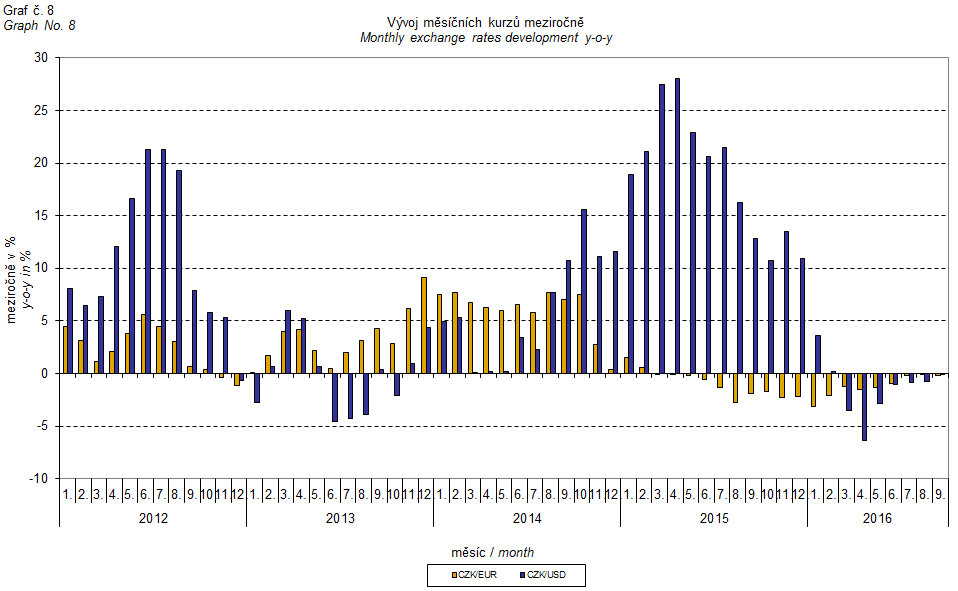 Graf č. 8
Graph No. 8
Vývoj měsíčních kurzů meziročně
Monthly exchange rates development y-o-y
meziročně v %
y-o-y in %
30
25
20
15
10
5
0
-5
-10
1. 2. 3. 4. 5. 6. 7. 8. 9. 10 11 12 1. 2. 3. 4. 5. 6. 7. 8. 9. 10 11 12 1. 2. 3. 4. 5. 6. 7. 8. 9. 10 11 12 1. 2. 3. 4. 5. 6. 7. 8. 9. 10 11 12 1. 2. 3. 4. 5. 6. 7. 8. 9.
2012 2013 2014 2015 2016
měsíc / month
CZK/EUR CZK/USD